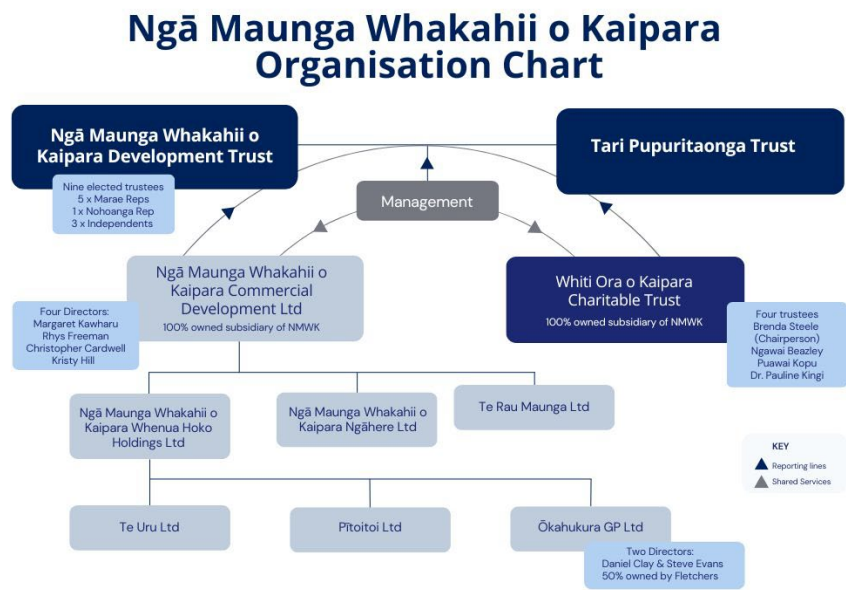 Ngā Maunga Whakahii o Kaipara
Organisation Chart
Ngā Maunga Whakahii o
Kaipara Development Trust
Tari Pupuritaonga Trust
Nine elected trustees
5 x Marae Reps
1 x Nohoanga Rep
3 x Independents
Management
Ngā Maunga Whakahii o
Kaipara Commercial
Development Ltd
100% owned subsidiary of NMWK
Whiti Ora o Kaipara
Charitable Trust
100% owned subsidiary of NMWK
Four Directors:
Margaret Kawharu
Rhys Freeman
Christopher Cardwell
Kristy Hill
Four trustees
Brenda Steele
(Chairperson)
Ngawai Beazley
Puawai Kopu
Dr. Pauline Kingi
Ngā Maunga Whakahii o
Kaipara Whenua Hoko
Holdings Ltd
Ngā Maunga Whakahii o
Kaipara Ngāhere Ltd
Te Rau Maunga Ltd
KEY
Reporting lines
Shared Services
Te Uru Ltd
Pītoitoi Ltd
Ōkahukura GP Ltd
Two Directors:
Daniel Clay & Steve Evans
50% owned by Fletchers